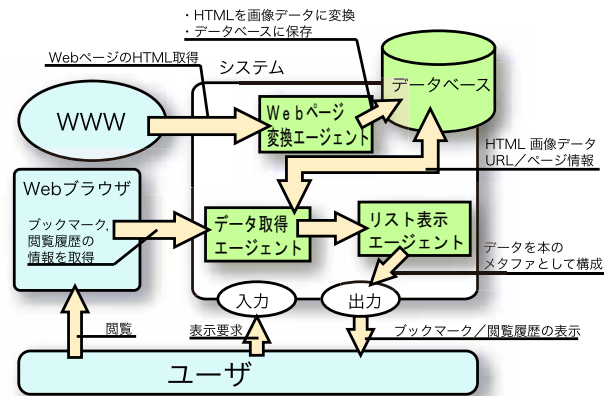 ・HTMLを画像データに変換
・データベースに保存
WebページのHTML取得
システム
データベース
WWW
Webページ
変換エージェント
HTML 画像データ
URL／ページ情報
Webブラウザ
ブックマーク,
閲覧履歴の
情報を取得
データ取得
エージェント
リスト表示
エージェント
データを本の
メタファとして構成
入力
出力
閲覧
表示要求
ブックマーク／閲覧履歴の表示
ユーザ